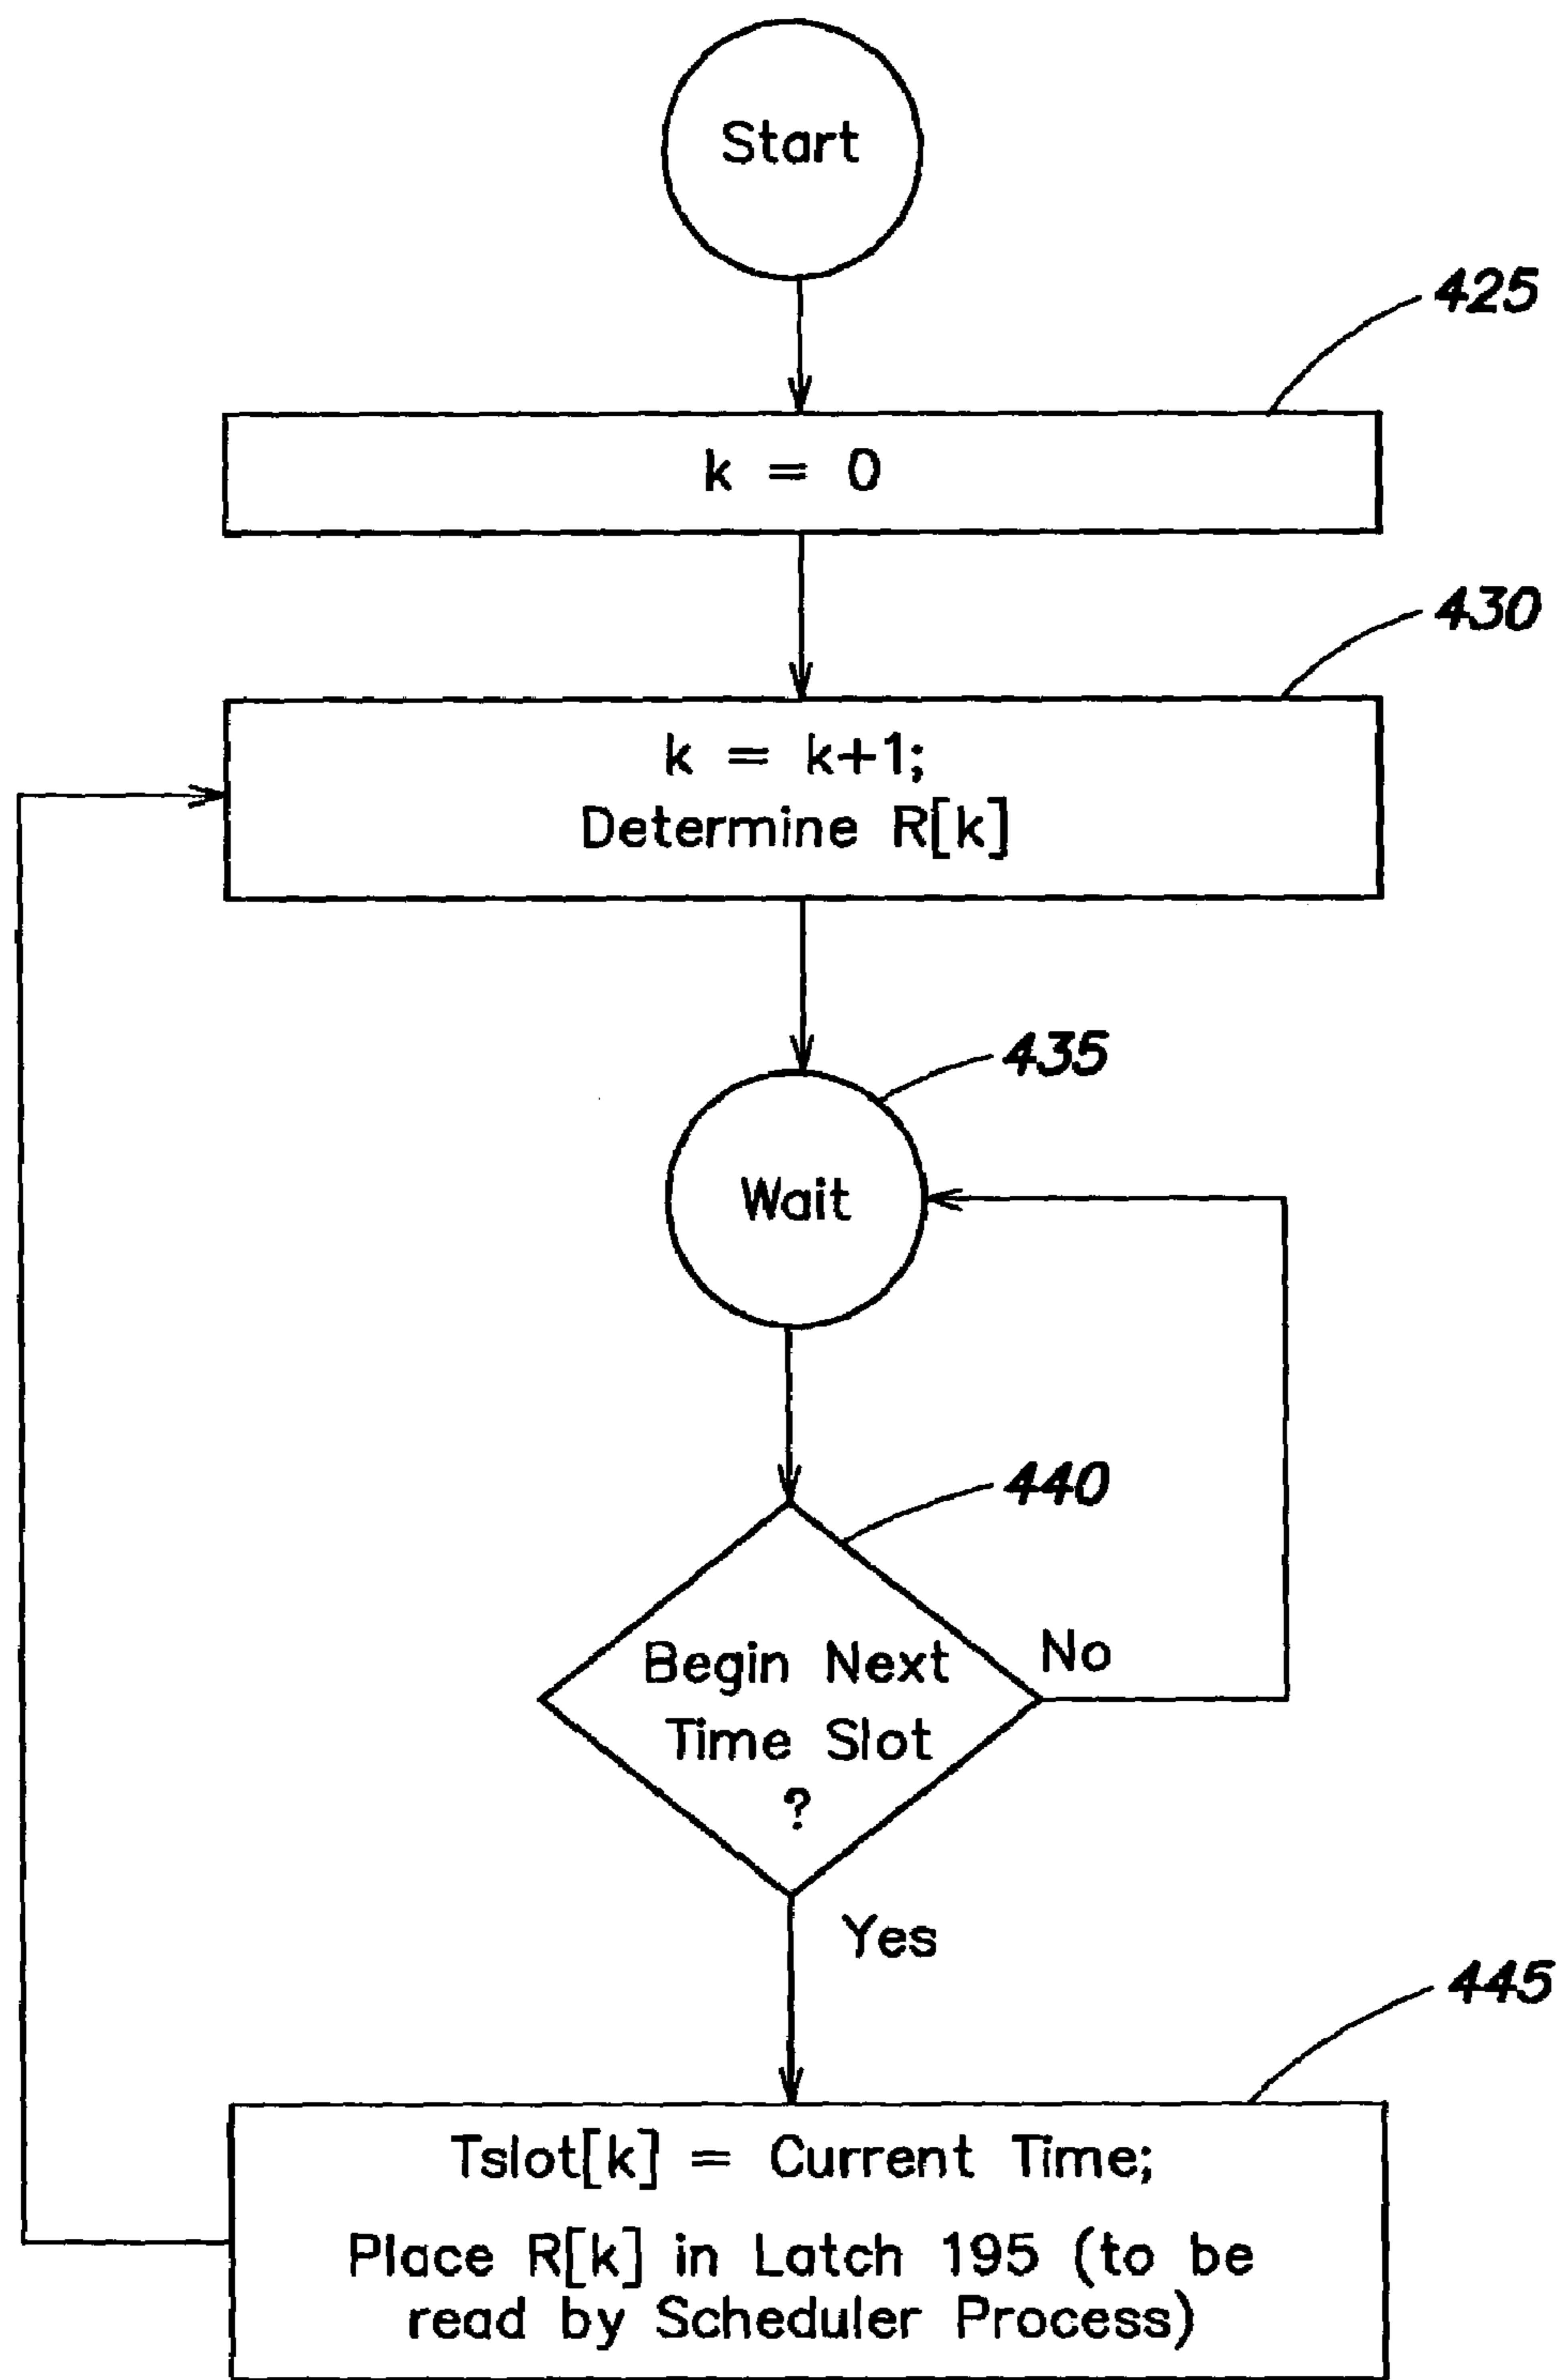 Start
425
k = 0
430
k = k+1;
Determine R[k]
435
Wait
440
Begin Next
Time Slot
?
No
Yes
445
Tslot[k] = Current Time;
Place R[k] in Latch 195 (to be
read by Scheduler Process)